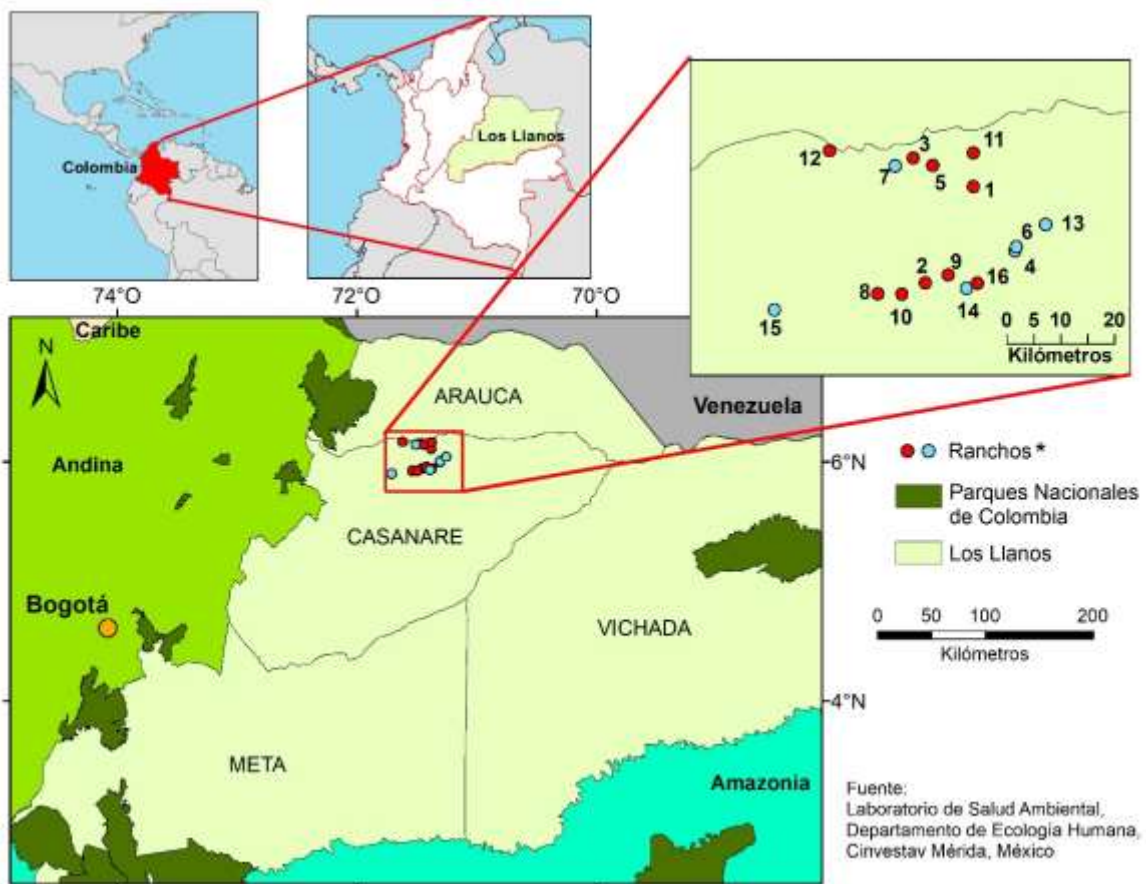 Colombia
Los Llanos
12
3
11
7
5
1
6
13
4
9
2
16
8
10
14
15
0 5 10 20
Kilómetros
74°O
72°O
70°O
Caribe
N
ARAUCA
Venezuela
Andina
6°N
CASANARE
Bogotá
VICHADA
4°N
META
Amazonia
Ranchos*
Parques Nacionales
de Colombia
Los Llanos
0 50 100 200
Kilómetros
Fuente:
Laboratorio de Salud Ambiental,
Departamento de Ecología Humana,
Cinvestav Mérida, México